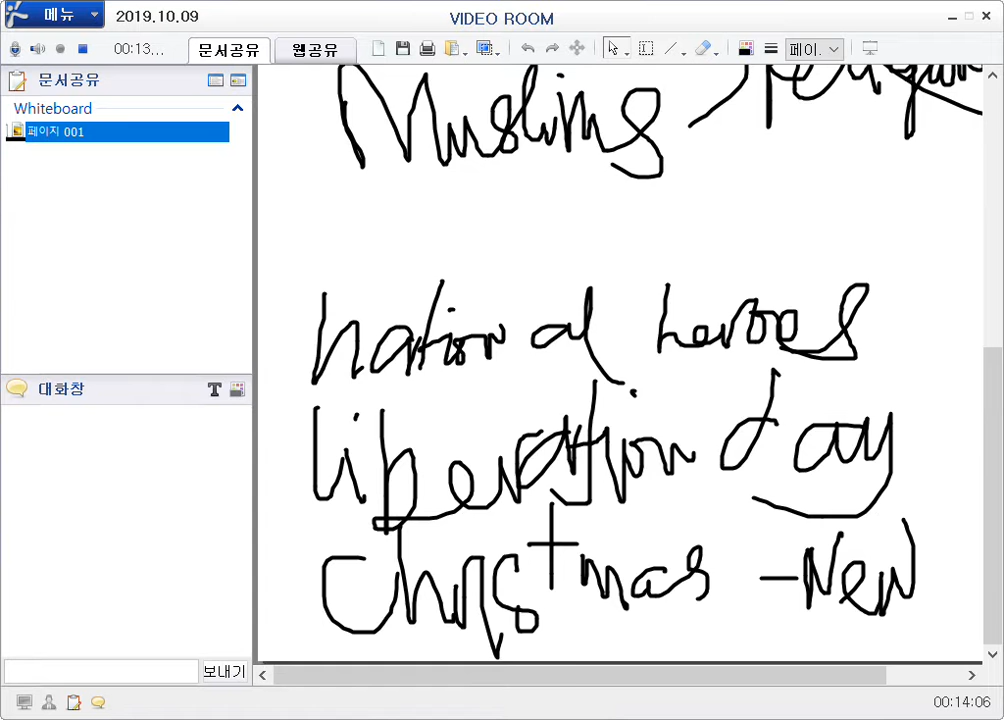 메뉴 2019.10.09 VIDEO ROOM
00:13... 문서공유 웹공유 페이.
문서공유
Whiteboard
페이지 001
대화창
보내기
Muslims
national heroes
liberation day
Christmas - New
00:14:06